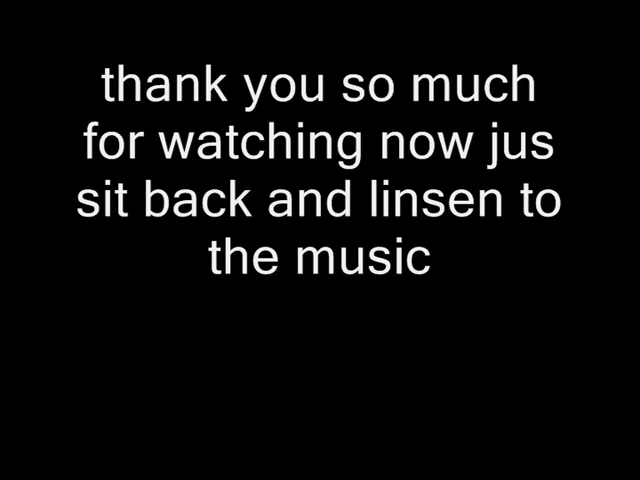 thank you so much
for watching now jus
sit back and linsen to
the music